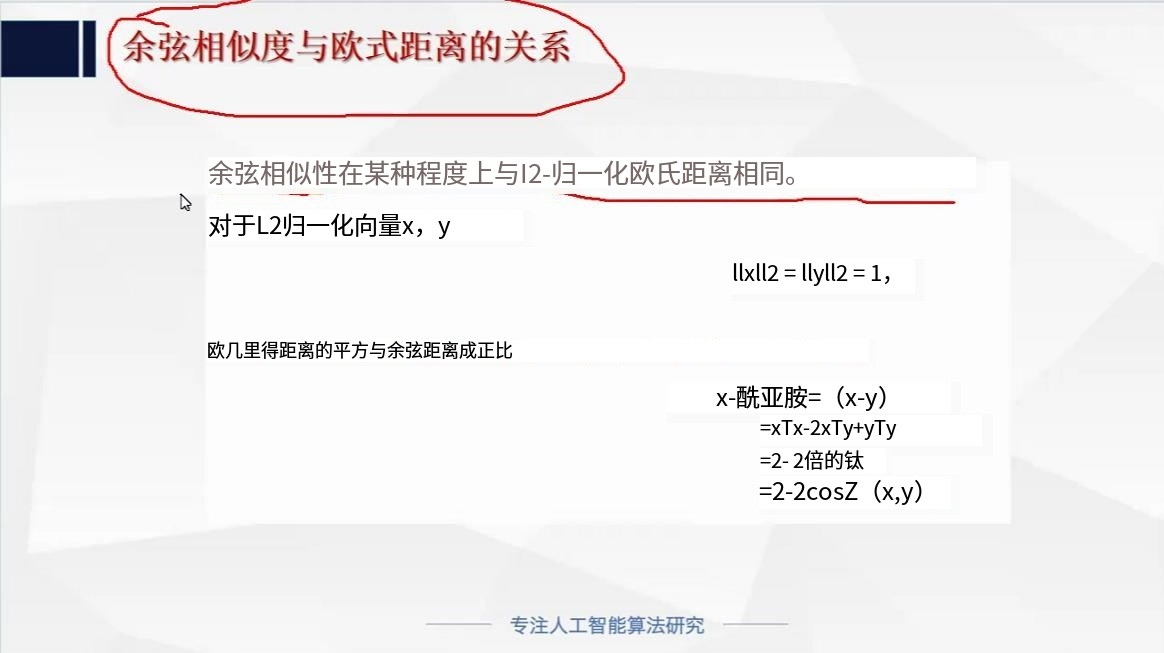 余弦相似度与欧式距离的关系
余弦相似性在某种程度上与l2-归一化欧氏距离相同。
对于L2归一化向量x，y
llxll2 = llyll2 = 1，
欧几里得距离的平方与余弦距离成正比
x-酰亚胺=（x-y）
=xTx-2xTy+yTy
=2- 2倍的钛
=2-2cosZ（x,y）
专注人工智能算法研究